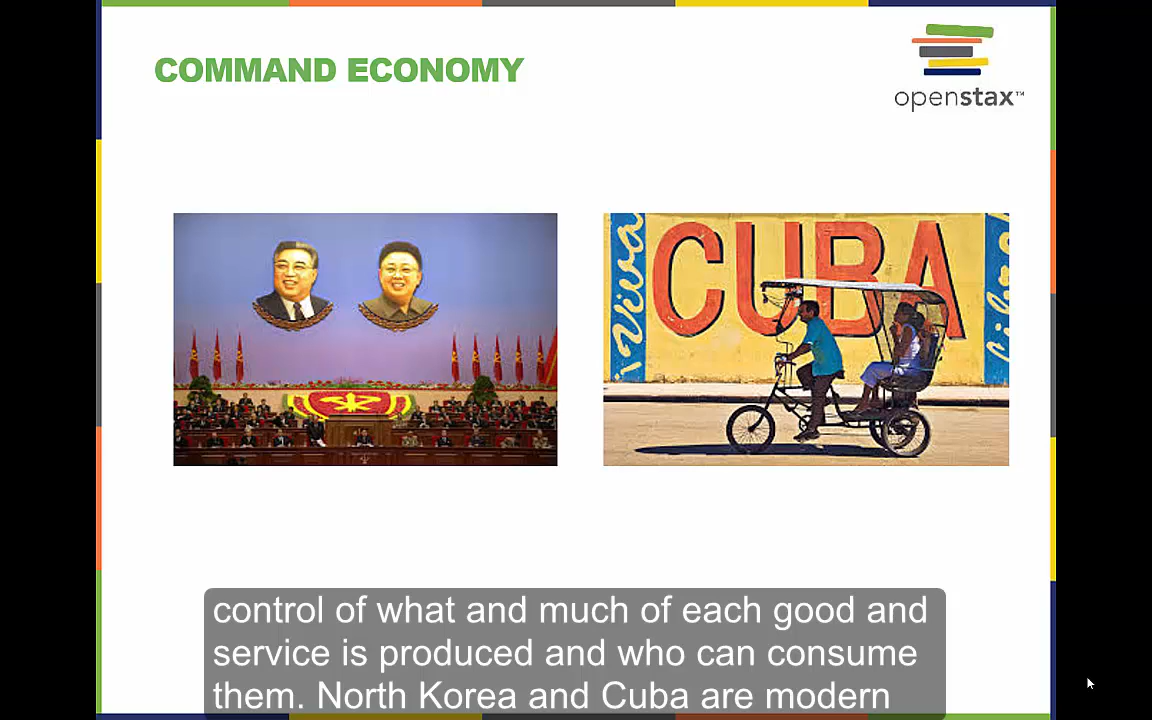 COMMAND ECONOMY
openstax™
¡Viva
CUBA
Libre
control of what and much of each good and
service is produced and who can consume
them. North Korea and Cuba are modern